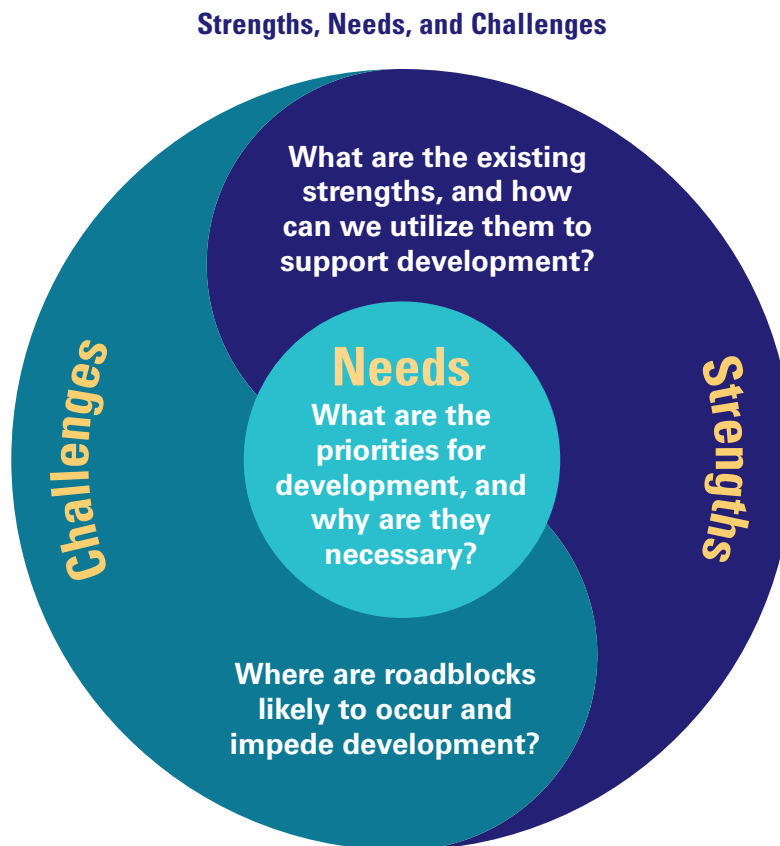 Strengths, Needs, and Challenges
What are the existing
strengths, and how
can we utilize them to
support development?
Challenges
Needs
What are the
priorities for
development, and
why are they
necessary?
Strengths
Where are roadblocks
likely to occur and
impede development?